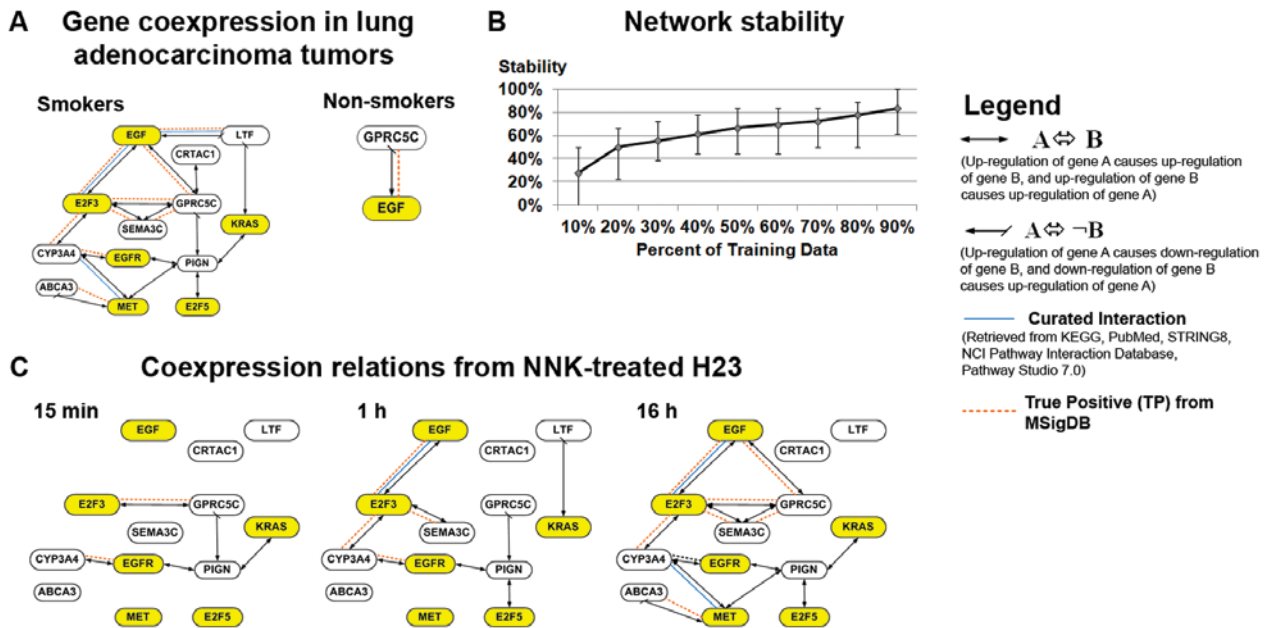 A Gene coexpression in lung
adenocarcinoma tumors
Smokers
EGF
LTF
CRTAC1
E2F3
GPRC5C
SEMA3C
KRAS
CYP3A4
EGFR
PIGN
ABCA3
MET
E2F5
Non-smokers
GPRC5C
EGF
B Network stability
Stability
100%
80%
60%
40%
20%
0%
10% 20% 30% 40% 50% 60% 70% 80% 90%
Percent of Training Data
Legend
A⇔ B
(Up-regulation of gene A causes up-regulation
of gene B, and up-regulation of gene B
causes up-regulation of gene A)
A⇔ ¬B
(Up-regulation of gene A causes down-regulation
of gene B, and down-regulation of gene B
causes up-regulation of gene A)
Curated Interaction
(Retrieved from KEGG, PubMed, STRING8,
NCI Pathway Interaction Database,
Pathway Studio 7.0)
True Positive (TP) from
MSigDB
C Coexpression relations from NNK-treated H23
15 min
EGF
LTF
CRTAC1
E2F3
GPRC5C
SEMA3C
KRAS
CYP3A4
EGFR
PIGN
ABCA3
MET
E2F5
1 h
EGF
LTF
CRTAC1
E2F3
GPRC5C
SEMA3C
KRAS
CYP3A4
EGFR
PIGN
ABCA3
MET
E2F5
16 h
EGF
LTF
CRTAC1
E2F3
GPRC5C
SEMA3C
KRAS
CYP3A4
EGFR
PIGN
ABCA3
MET
E2F5